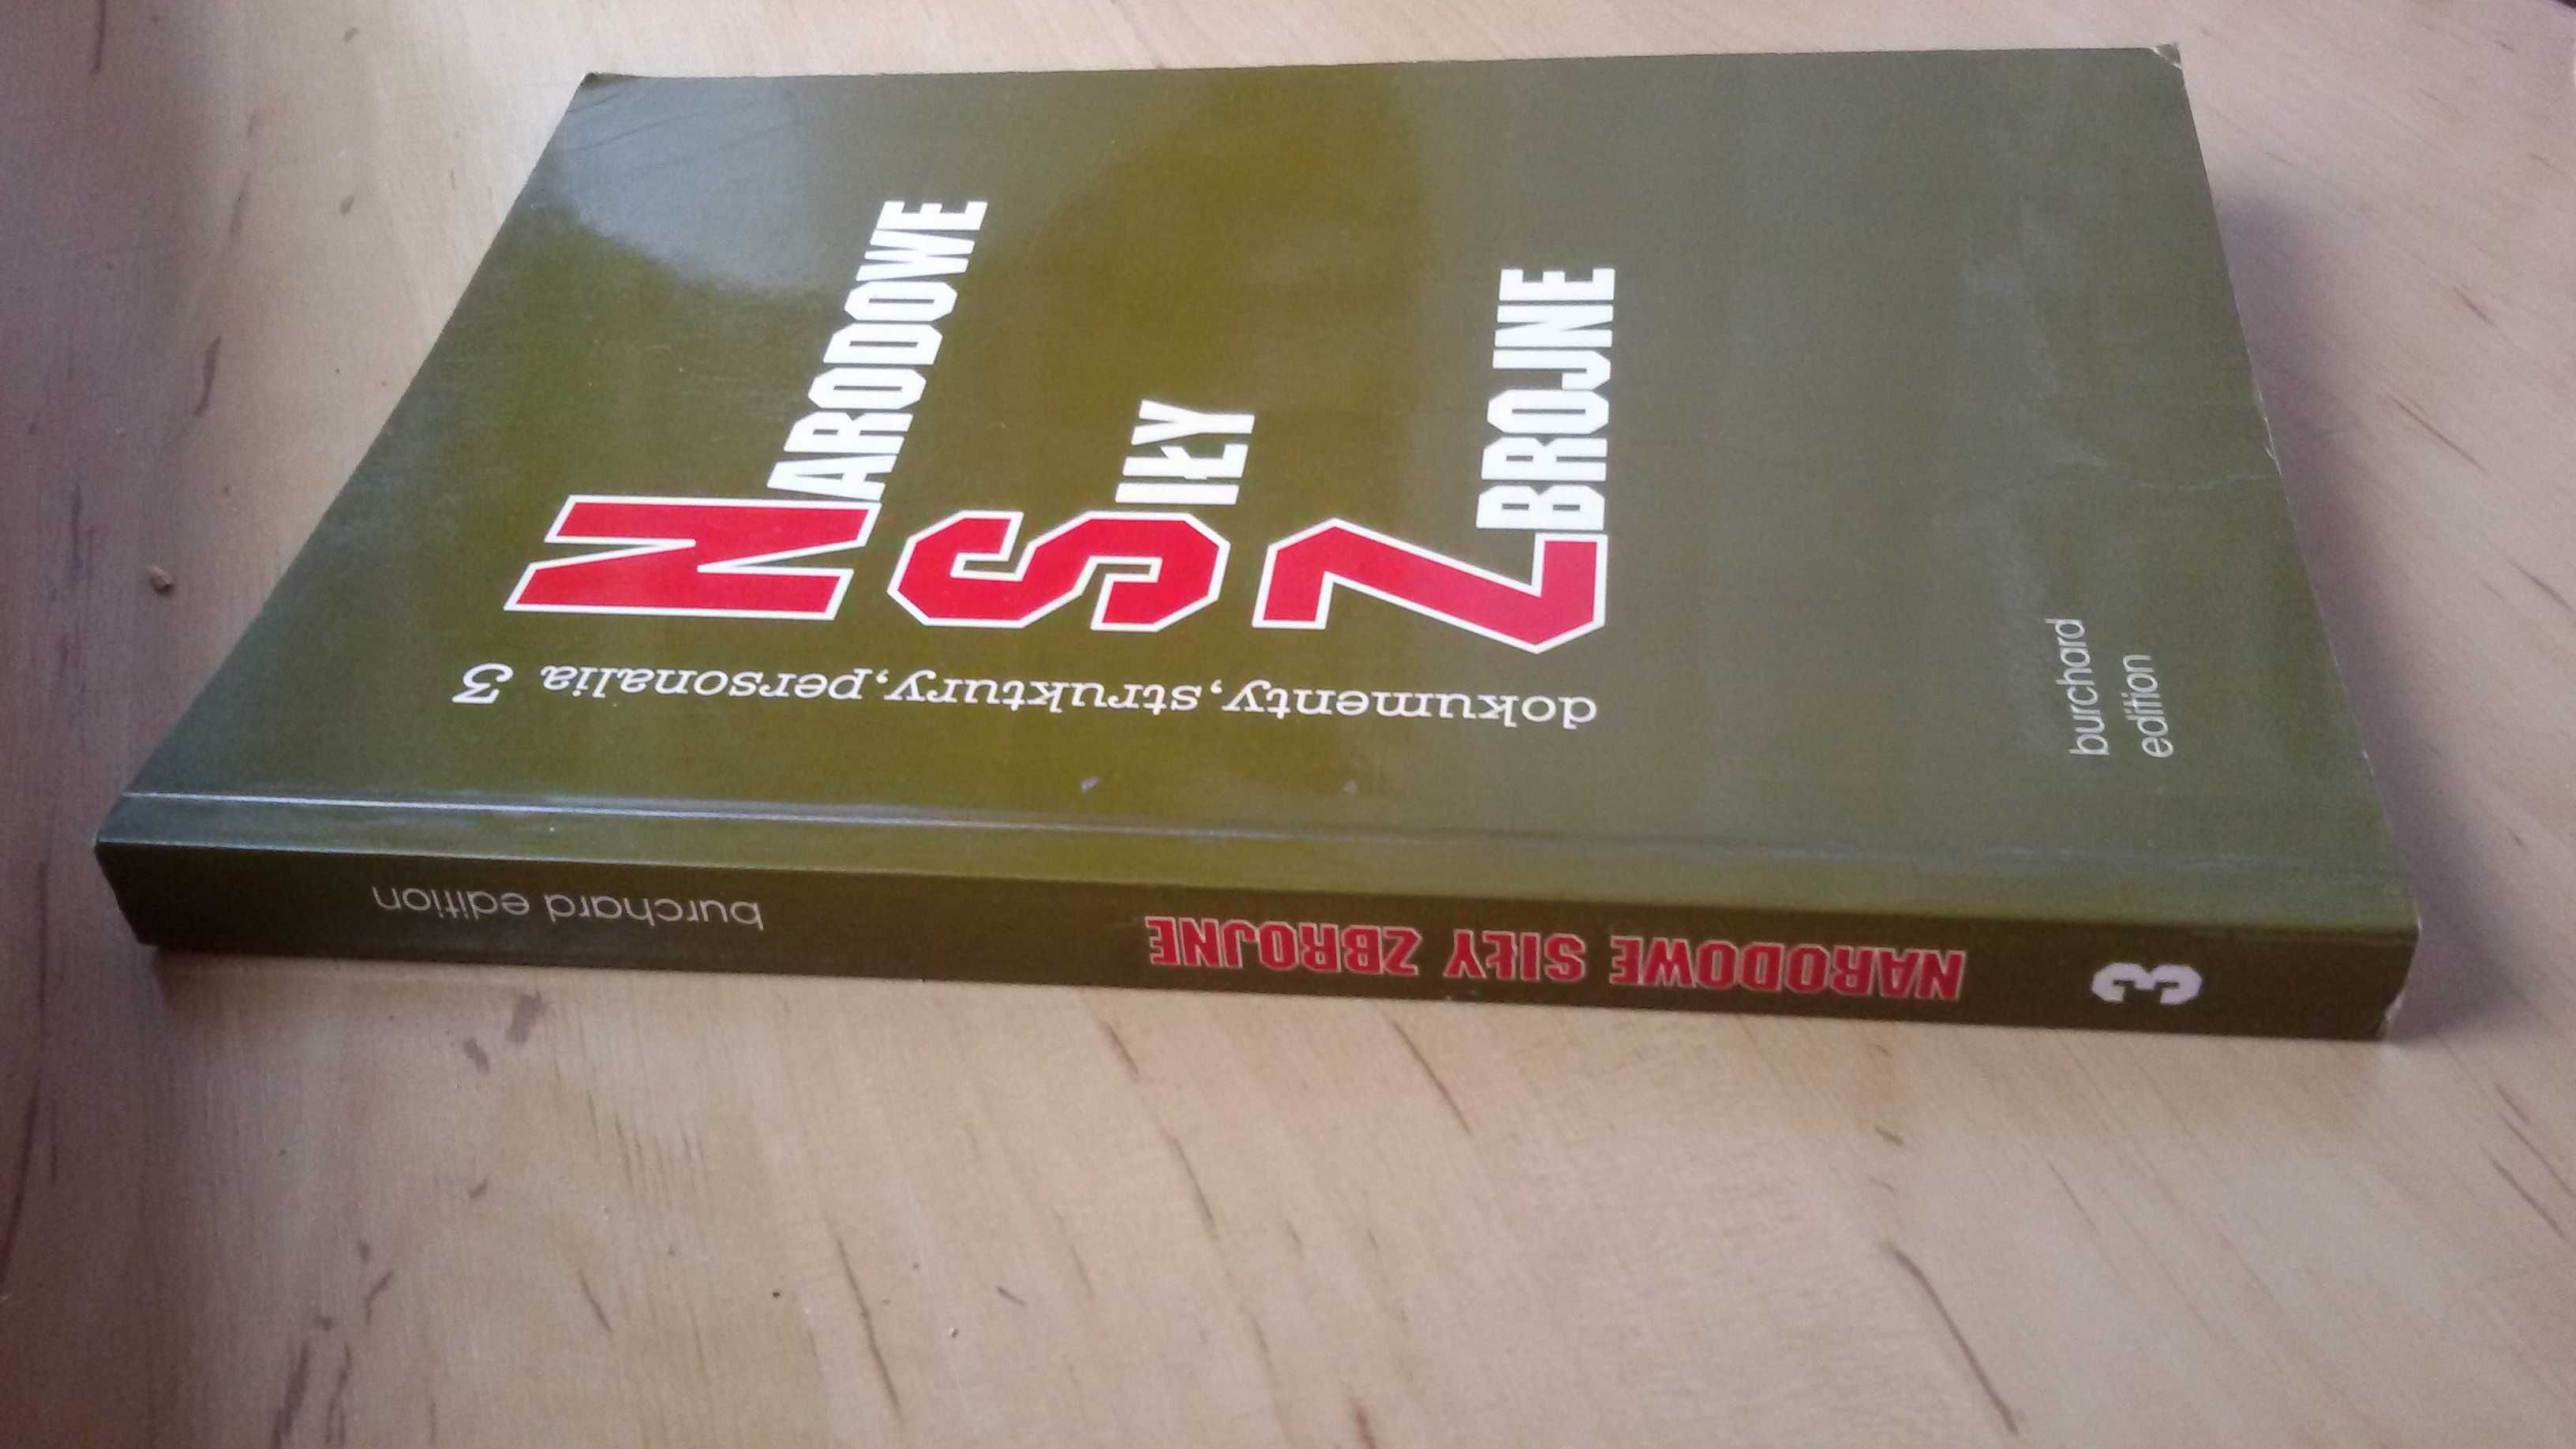 NARODOWE
SIŁY
ZBROJNE
dokumenty, struktury, personalia 3
burchard
edition
3 NARODOWE SIŁY ZBROJNE burchard edition